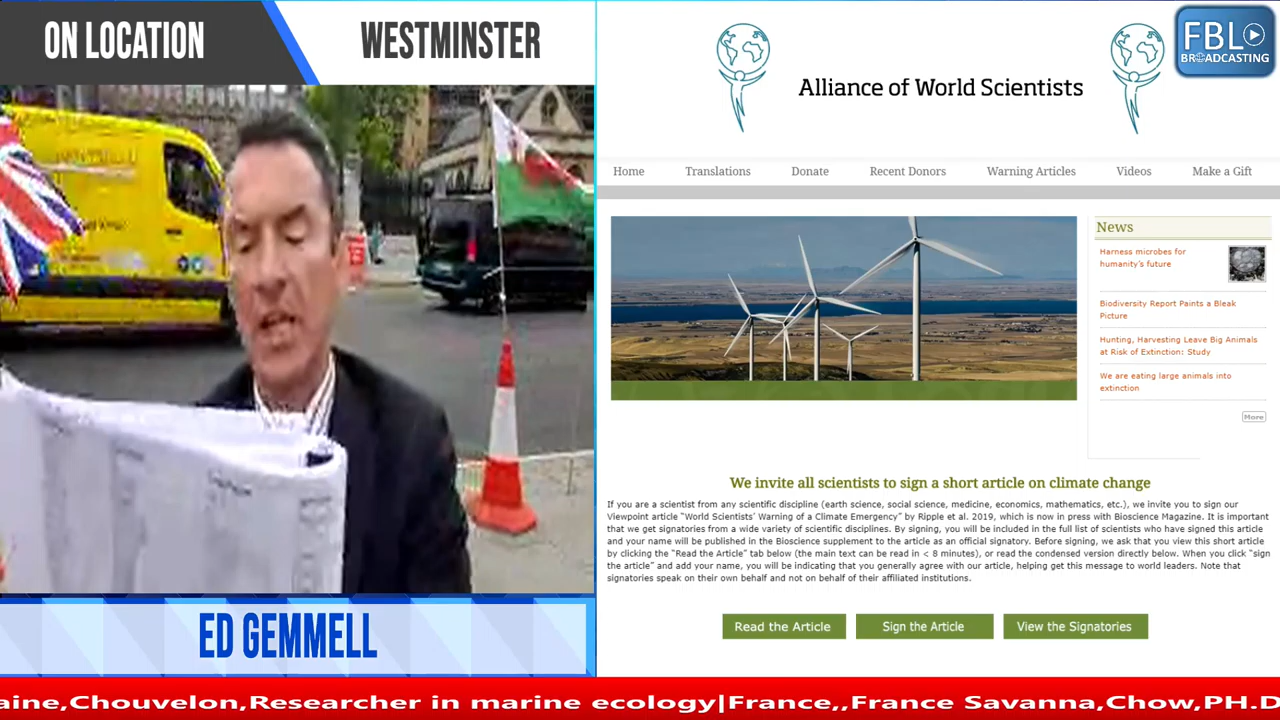 ON LOCATION
WESTMINSTER
ED GEMMELL
FBL
BROADCASTING
Alliance of World Scientists
Home Translations Donate Recent Donors Warning Articles Videos Make a Gift
News
Harness microbes for
humanity's future
Biodiversity Report Paints a Bleak
Picture
Hunting, Harvesting Leave Big Animals
at Risk of Extinction: Study
We are eating large animals into
extinction
More
We invite all scientists to sign a short article on climate change
If you are a scientist from any scientific discipline (earth science, social science, medicine, economics, mathematics, etc.), we invite you to sign our
Viewpoint article "World Scientists' Warning of a Climate Emergency" by Ripple et al. 2019, which is now in press with Bioscience Magazine. It is important
that we get signatories from a wide variety of scientific disciplines. By signing, you will be included in the full list of scientists who have signed this article
and your name will be published in the Bioscience supplement to the article as an official signatory. Before signing, we ask that you view this short article
by clicking the "Read the Article" tab below (the main text can be read in < 8 minutes), or read the condensed version directly below. When you click "sign
the article" and add your name, you will be indicating that you generally agree with our article, helping get this message to world leaders. Note that
signatories speak on their own behalf and not on behalf of their affiliated institutions.
Read the Article Sign the Article View the Signatories
aine,Chouvelon,Researcher in marine ecology|France,,France Savanna,Chow,PH.D